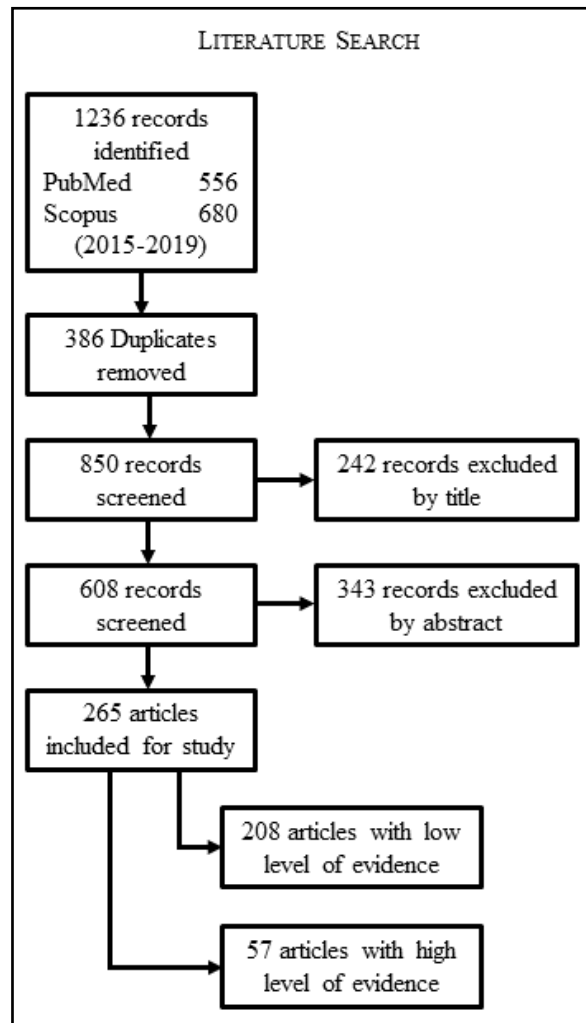 LITERATURE SEARCH
1236 records
identified
PubMed 556
Scopus 680
(2015-2019)
386 Duplicates
removed
850 records
screened
242 records excluded
by title
608 records
screened
343 records excluded
by abstract
265 articles
included for study
208 articles with low
level of evidence
57 articles with high
level of evidence